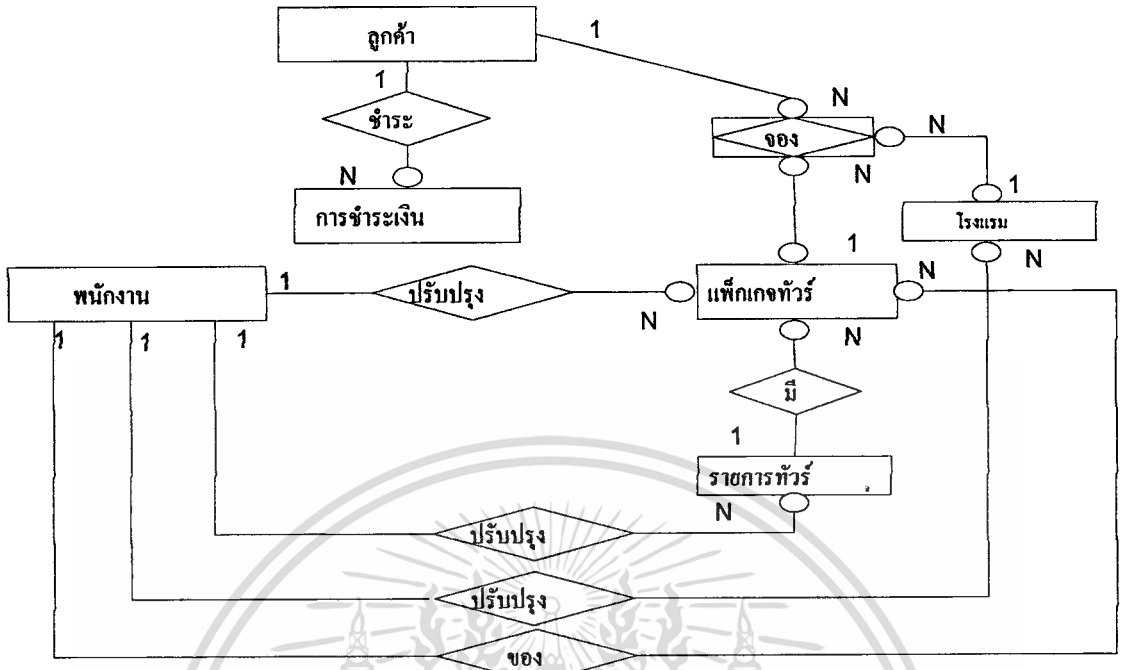 ลูกค้า
1
1
ชำระ
N
จอง
N
N
N
การชำระเงิน
1
โรงแรม
1
N
พนักงาน
1
ปรับปรุง
N
แพ็กเกจทัวร์
N
1
1
1
N
มี
1
รายการทัวร์
N
ปรับปรุง
ปรับปรุง
ของ